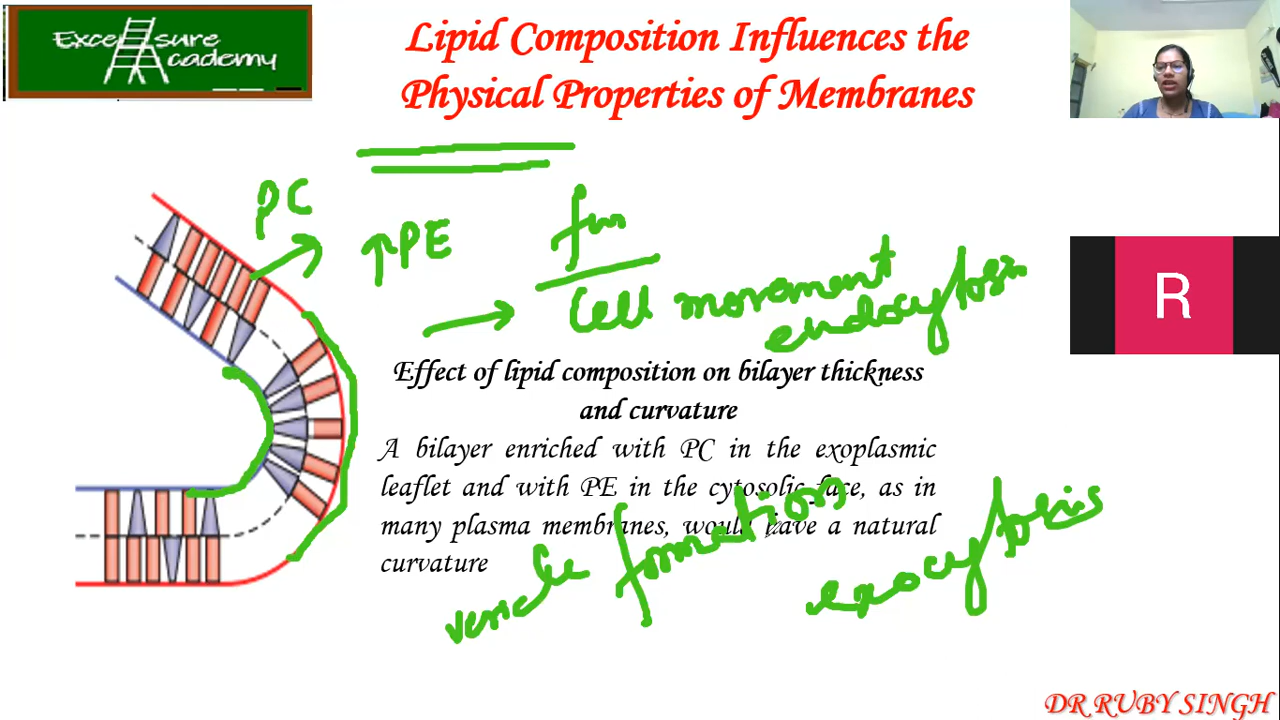 Excel sure
Academy
Lipid Composition Influences the
Physical Properties of Membranes
PC
↑PE
fun
cell movement
endocytosis
R
Effect of lipid composition on bilayer thickness
and curvature
A bilayer enriched with PC in the exoplasmic
leaflet and with PE in the cytosolic face, as in
many plasma membranes, would have a natural
curvature
vesicle formation
exocytosis
DR RUBY SINGH